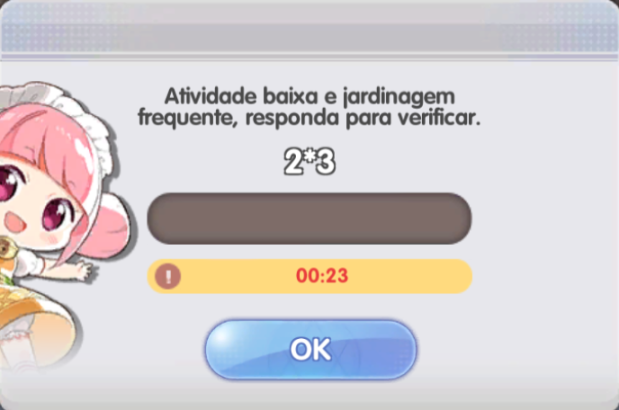 Atividade baixa e jardinagem
frequente, responda para verificar.
2*3
!
00:23
OK